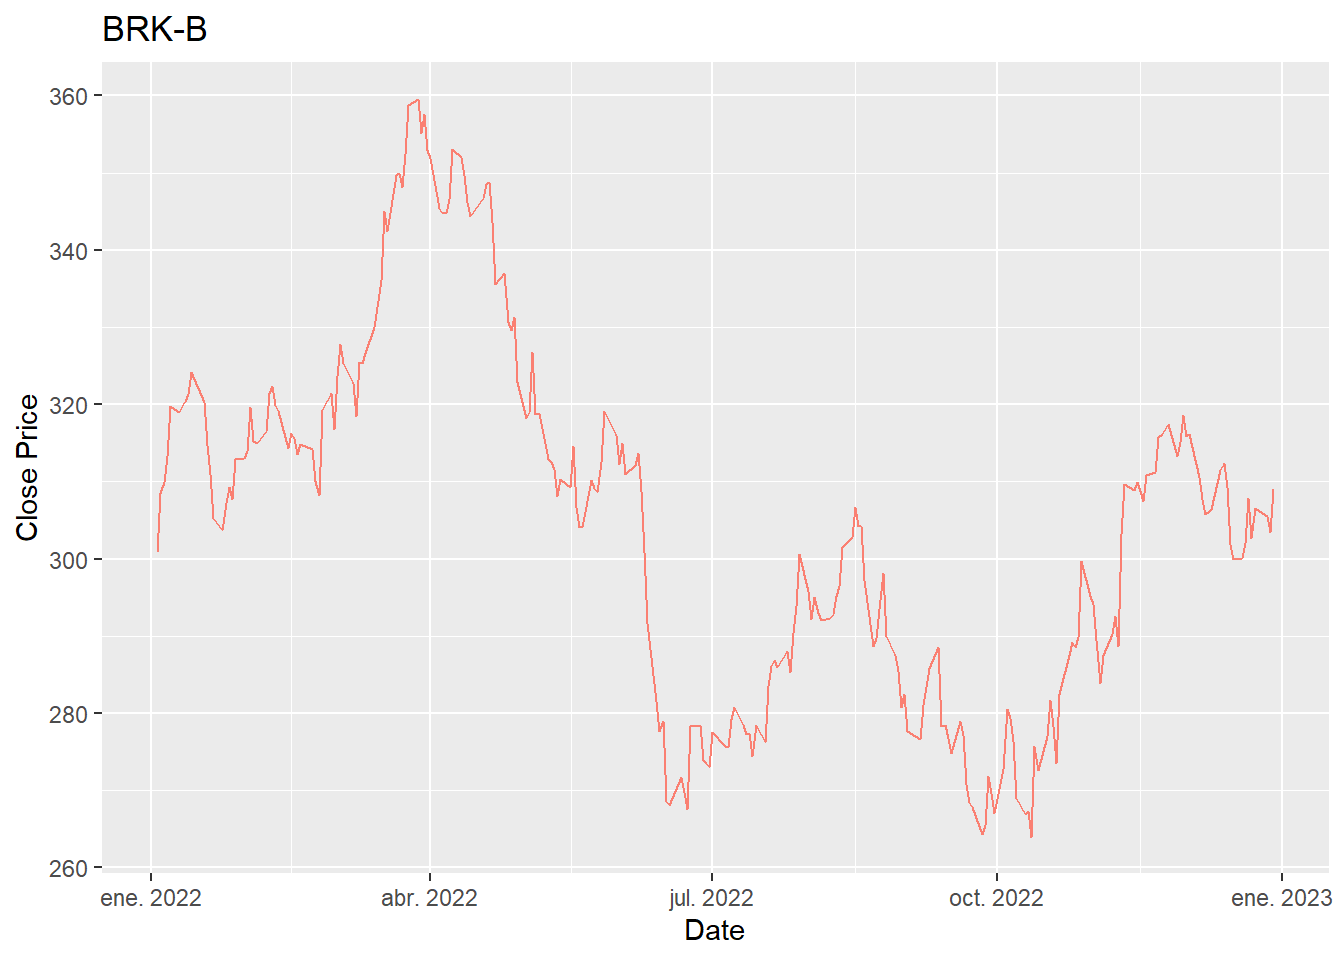 BRK-B
Close Price
360
340
320
300
280
260
ene. 2022
abr. 2022
jul. 2022
oct. 2022
ene. 2023
Date